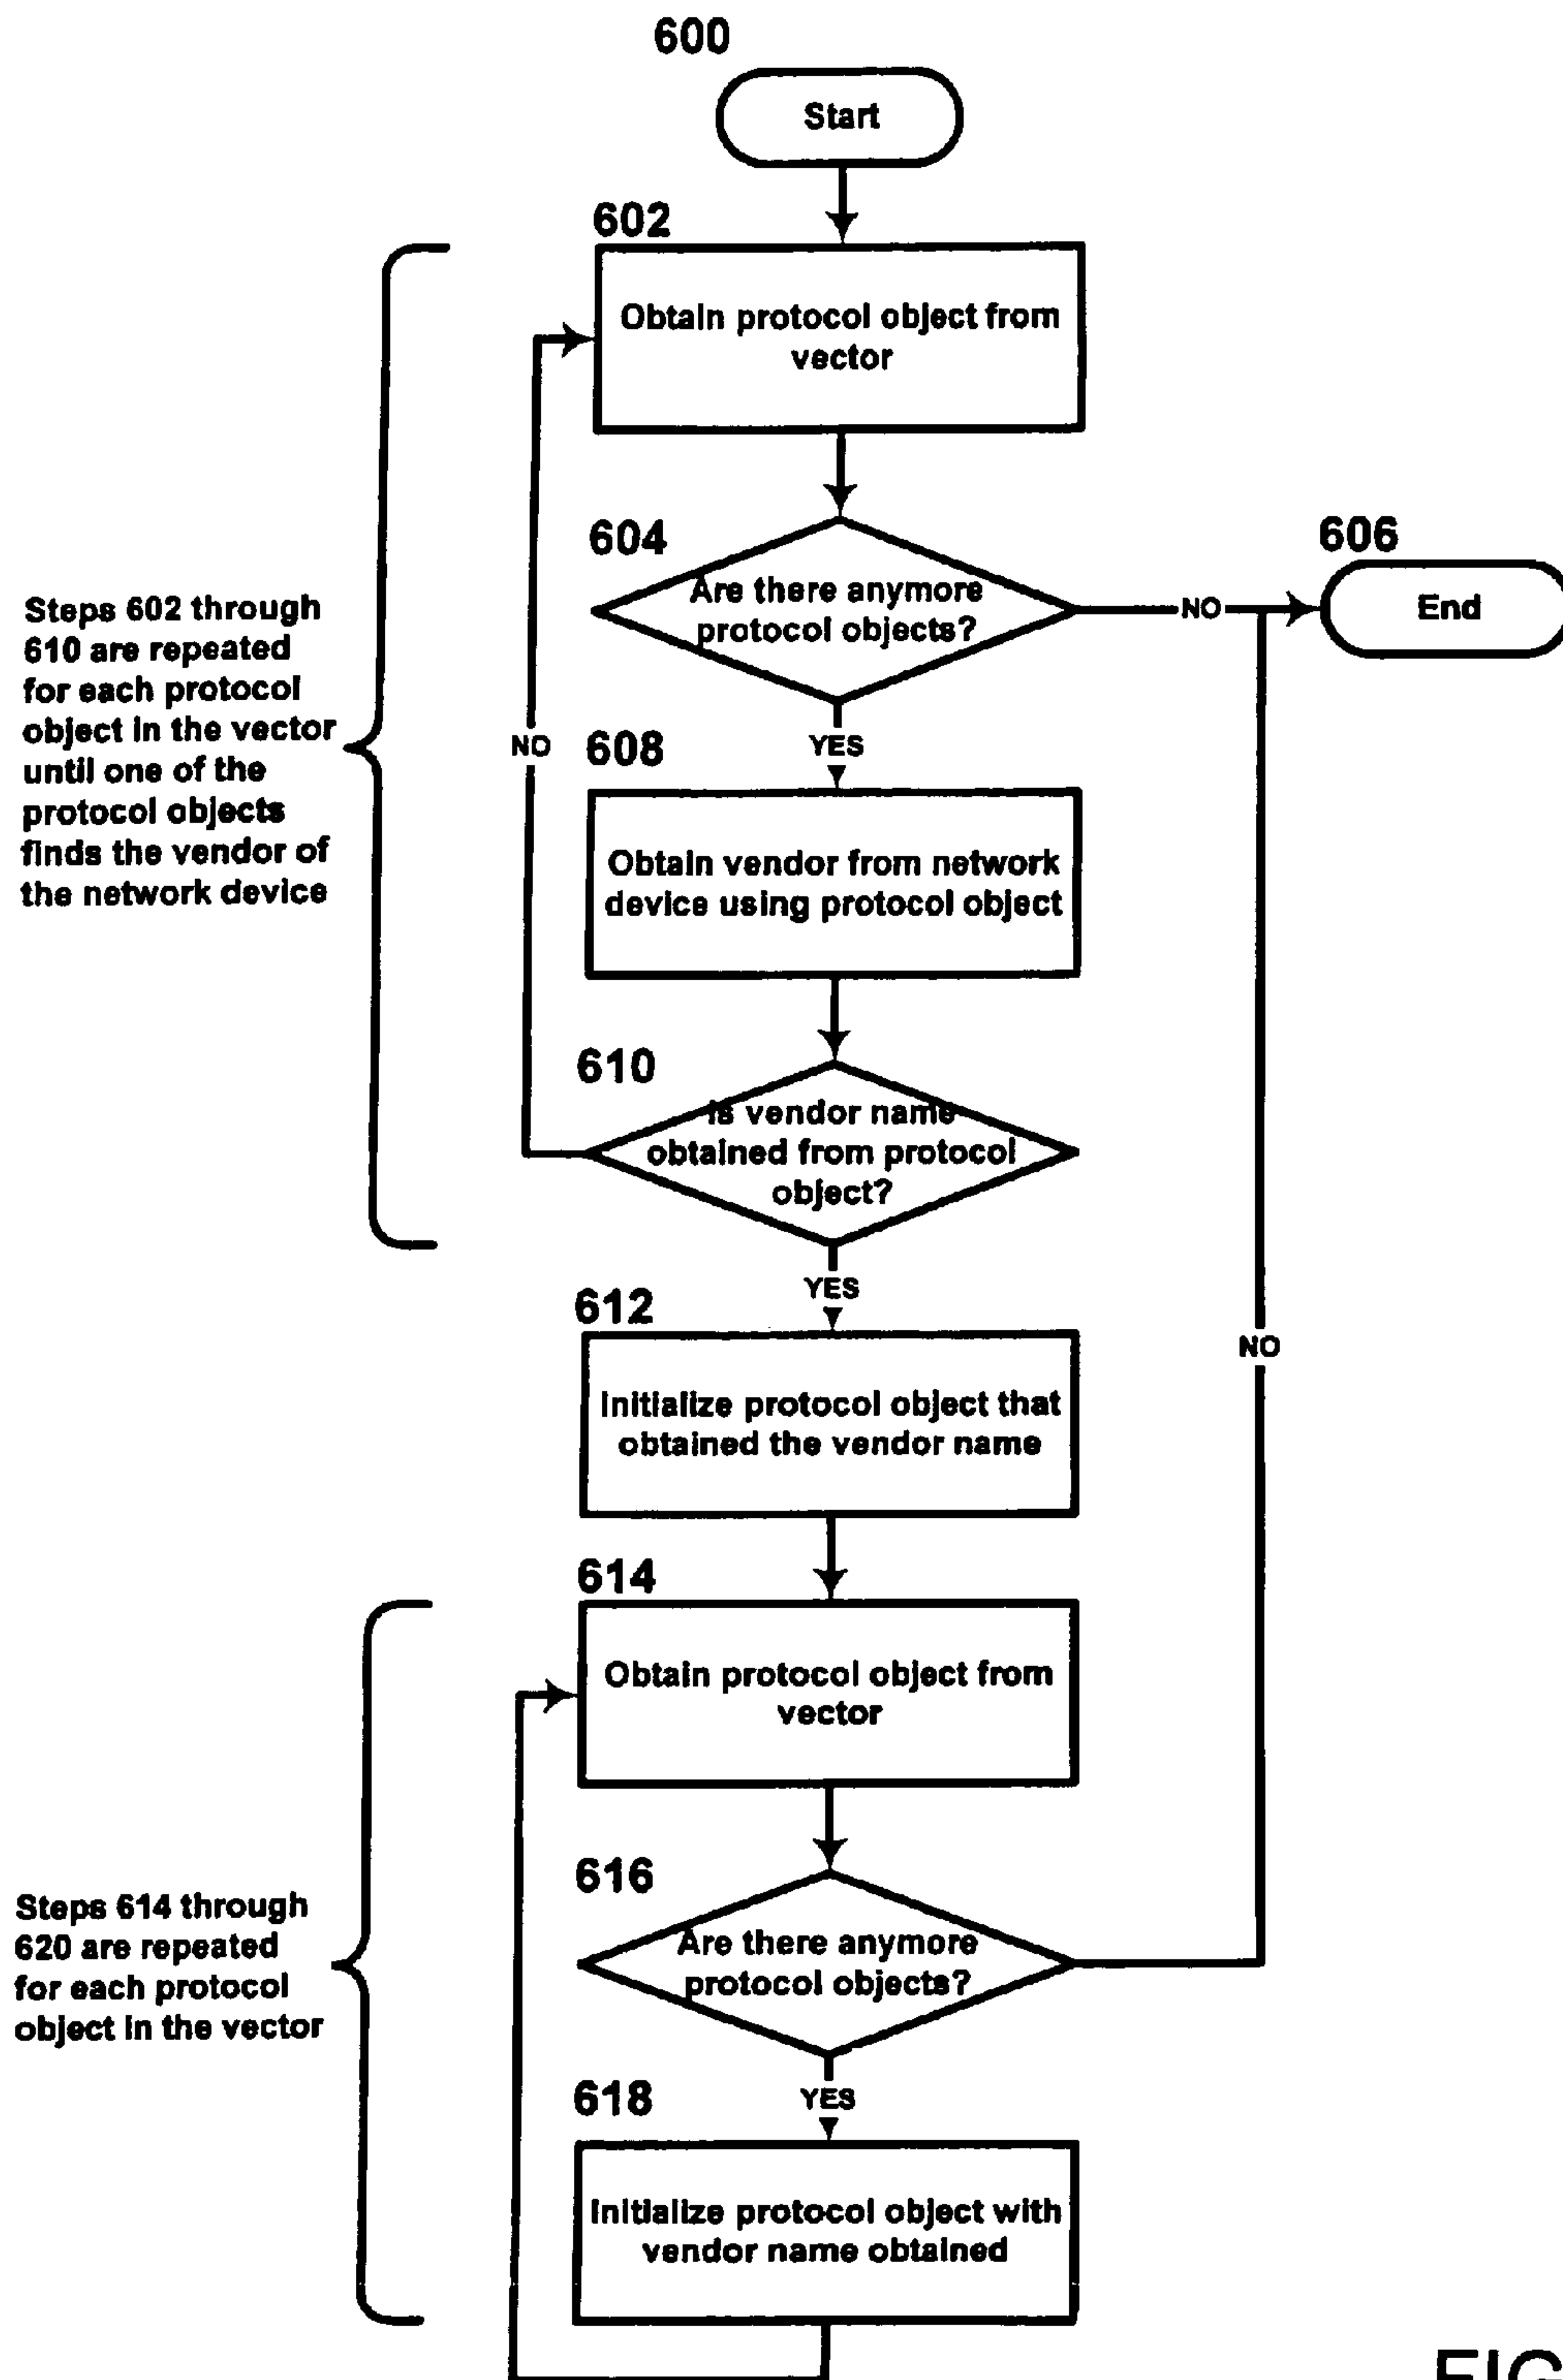 600
Start
602
Obtain protocol object from
vector
604
Are there anymore
protocol objects?
NO
606
End
Steps 602 through
610 are repeated
for each protocol
object in the vector
until one of the
protocol objects
finds the vendor of
the network device
NO
YES
608
Obtain vendor from network
device using protocol object
610
Is vendor name
obtained from protocol
object?
YES
612
Initialize protocol object that
obtained the vendor name
NO
614
Obtain protocol object from
vector
616
Are there anymore
protocol objects?
Steps 614 through
620 are repeated
for each protocol
object in the vector
YES
618
Initialize protocol object with
vendor name obtained
FIG